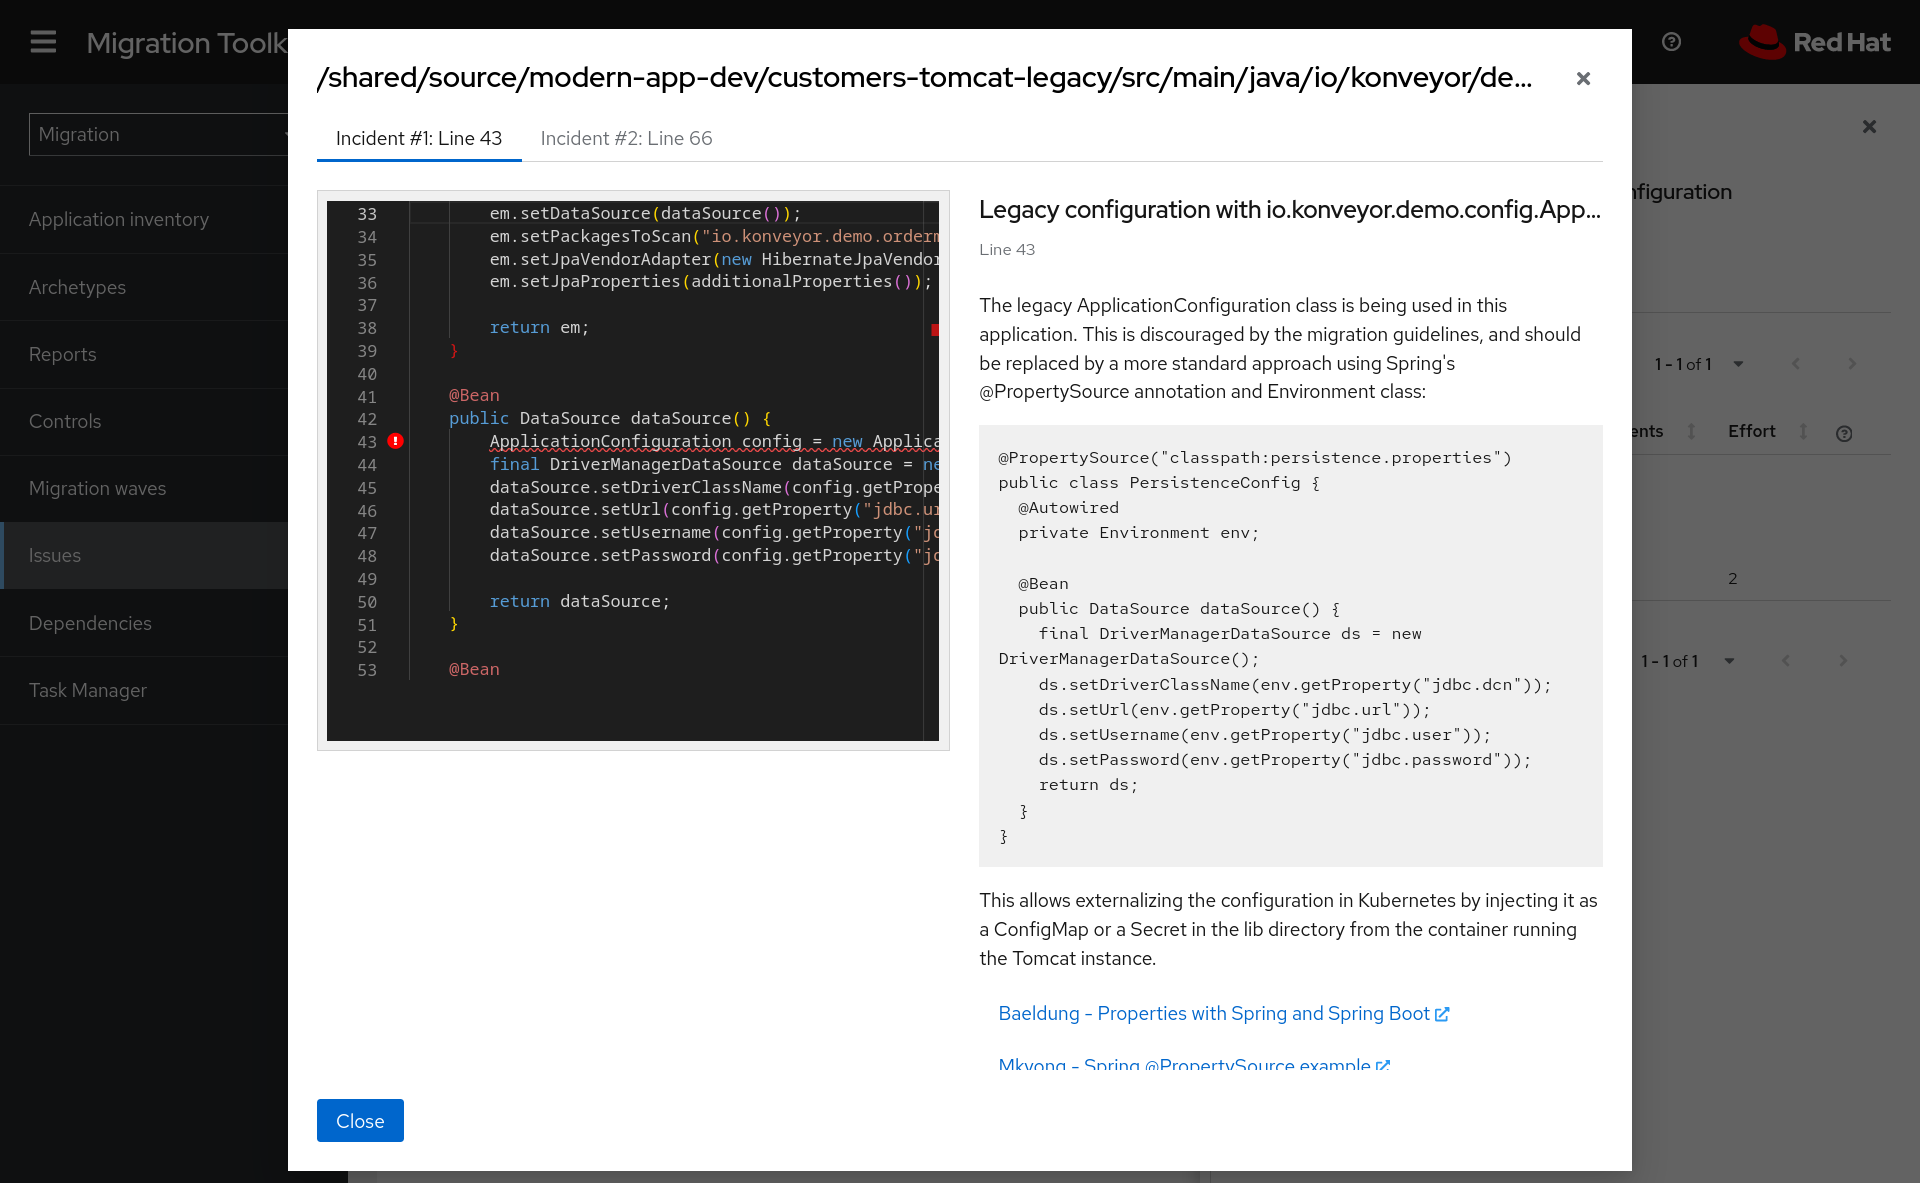 Migration Toolk
Red Hat
/shared/source/modern-app-dev/customers-tomcat-legacy/src/main/java/io/konveyor/de...
Migration
Application inventory
Archetypes
Reports
Controls
Migration waves
Issues
Dependencies
Task Manager
Incident #1: Line 43
Incident #2: Line 66
33 em.setDataSource(dataSource());
34 em.setPackagesToScan("io.konveyor.demo.orderm
35 em.setJpaVendorAdapter(new HibernateJpaVendor
36 em.setJpaProperties(additionalProperties());
37
38 return em;
39 }
40
41 @Bean
42 public DataSource dataSource() {
43 ApplicationConfiguration config = new Applica
44 final DriverManagerDataSource dataSource = ne
45 dataSource.setDriverClassName(config.getPrope
46 dataSource.setUrl(config.getProperty("jdbc.ur
47 dataSource.setUsername(config.getProperty("jd
48 dataSource.setPassword(config.getProperty("jd
49
50 return dataSource;
51 }
52
53 @Bean
Legacy configuration with io.konveyor.demo.config.App...
Line 43
The legacy ApplicationConfiguration class is being used in this
application. This is discouraged by the migration guidelines, and should
be replaced by a more standard approach using Spring's
@PropertySource annotation and Environment class:
@PropertySource("classpath:persistence.properties")
public class PersistenceConfig {
@Autowired
private Environment env;
@Bean
public DataSource dataSource() {
final DriverManagerDataSource ds = new
DriverManagerDataSource();
ds.setDriverClassName(env.getProperty("jdbc.dcn"));
ds.setUrl(env.getProperty("jdbc.url"));
ds.setUsername(env.getProperty("jdbc.user"));
ds.setPassword(env.getProperty("jdbc.password"));
return ds;
}
}
This allows externalizing the configuration in Kubernetes by injecting it as
a ConfigMap or a Secret in the lib directory from the container running
the Tomcat instance.
Baeldung - Properties with Spring and Spring Boot
Mkyong - Spring @PropertySource example
Close
nfiguration
1 - 1 of 1
ents
Effort
2
1 - 1 of 1